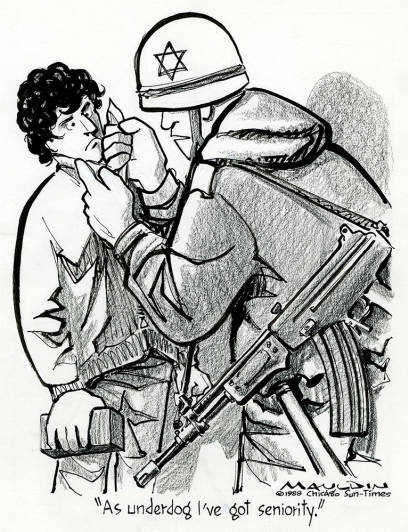 MAULDIN
©1988 CHICAGO SUN-TIMES
"As underdog I've got seniority."